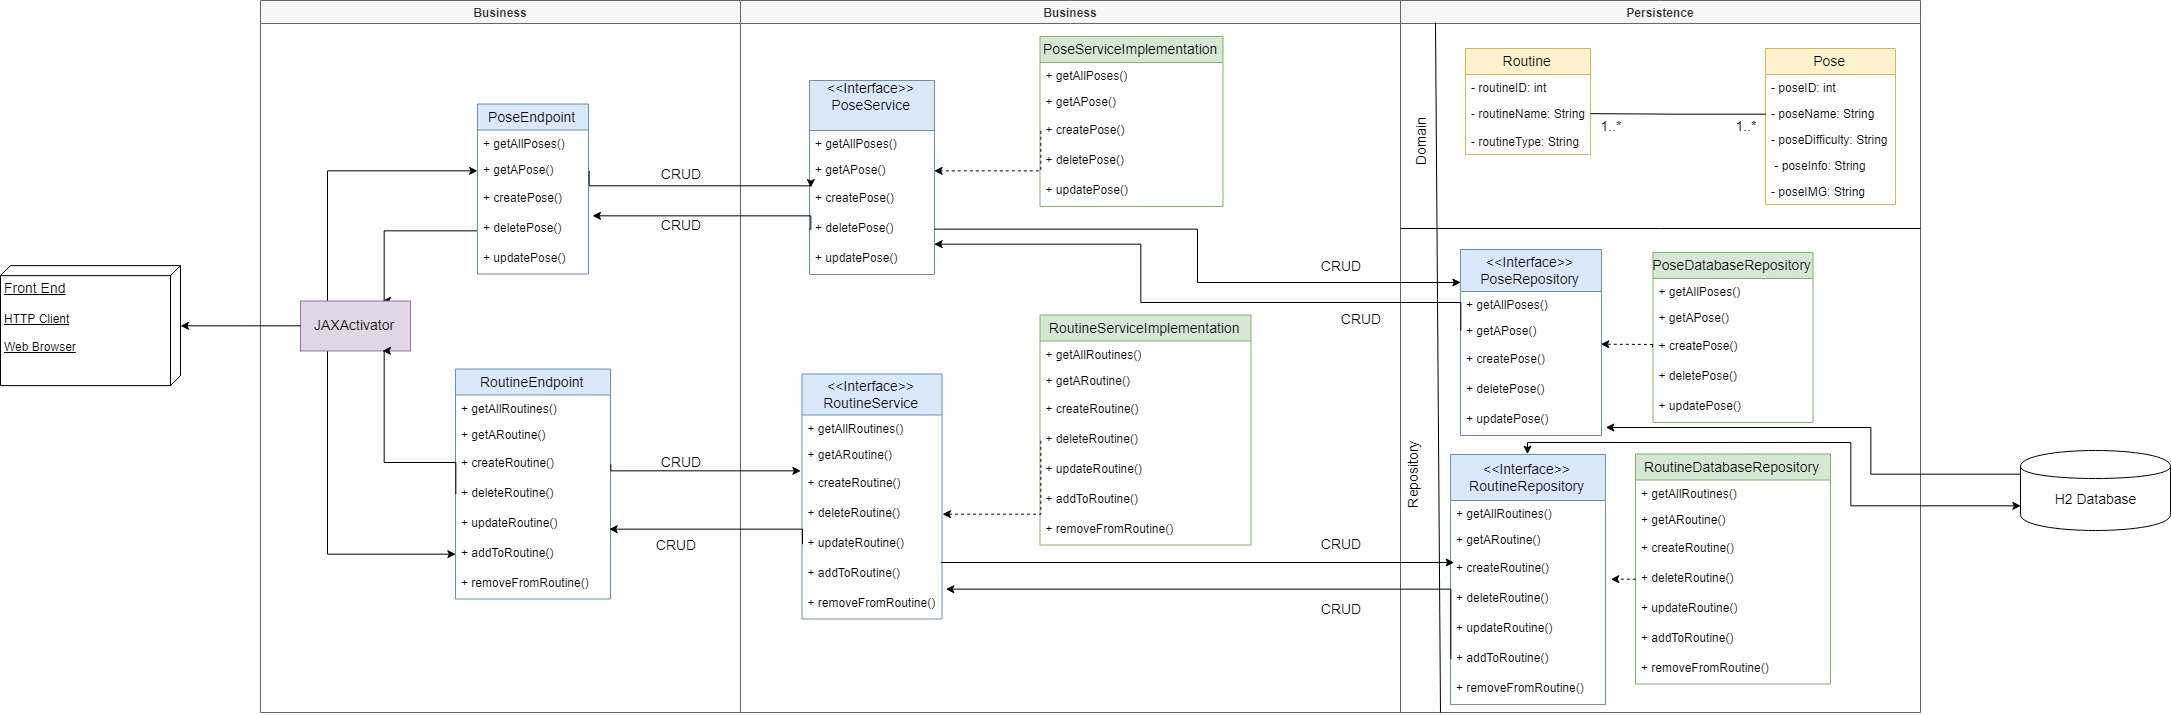 Business
Business
Persistence
Front End
HTTP Client
Web Browser
JAXActivator
PoseEndpoint
+ getAllPoses()
+ getAPose()
+ createPose()
+ deletePose()
+ updatePose()
RoutineEndpoint
+ getAllRoutines()
+ getARoutine()
+ createRoutine()
+ deleteRoutine()
+ updateRoutine()
+ addToRoutine()
+ removeFromRoutine()
CRUD
CRUD
CRUD
CRUD
<<Interface>>
PoseService
+ getAllPoses()
+ getAPose()
+ createPose()
+ deletePose()
+ updatePose()
PoseServiceImplementation
+ getAllPoses()
+ getAPose()
+ createPose()
+ deletePose()
+ updatePose()
<<Interface>>
RoutineService
+ getAllRoutines()
+ getARoutine()
+ createRoutine()
+ deleteRoutine()
+ updateRoutine()
+ addToRoutine()
+ removeFromRoutine()
RoutineServiceImplementation
+ getAllRoutines()
+ getARoutine()
+ createRoutine()
+ deleteRoutine()
+ updateRoutine()
+ addToRoutine()
+ removeFromRoutine()
CRUD
CRUD
CRUD
CRUD
Domain
Routine
- routineID: int
- routineName: String
- routineType: String
1..*
1..*
Pose
- poseID: int
- poseName: String
- poseDifficulty: String
- poseInfo: String
- poseIMG: String
Repository
<<Interface>>
PoseRepository
+ getAllPoses()
+ getAPose()
+ createPose()
+ deletePose()
+ updatePose()
PoseDatabaseRepository
+ getAllPoses()
+ getAPose()
+ createPose()
+ deletePose()
+ updatePose()
<<Interface>>
RoutineRepository
+ getAllRoutines()
+ getARoutine()
+ createRoutine()
+ deleteRoutine()
+ updateRoutine()
+ addToRoutine()
+ removeFromRoutine()
RoutineDatabaseRepository
+ getAllRoutines()
+ getARoutine()
+ createRoutine()
+ deleteRoutine()
+ updateRoutine()
+ addToRoutine()
+ removeFromRoutine()
H2 Database